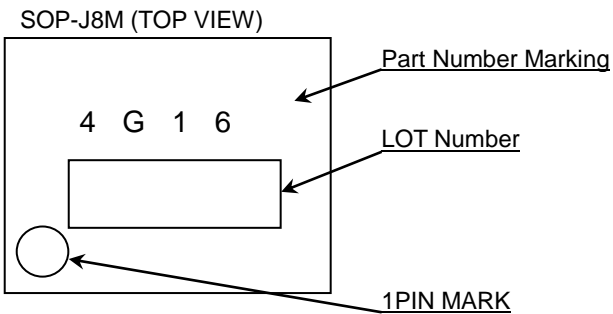 SOP-J8M (TOP VIEW)
Part Number Marking
4 G 1 6
LOT Number
1PIN MARK